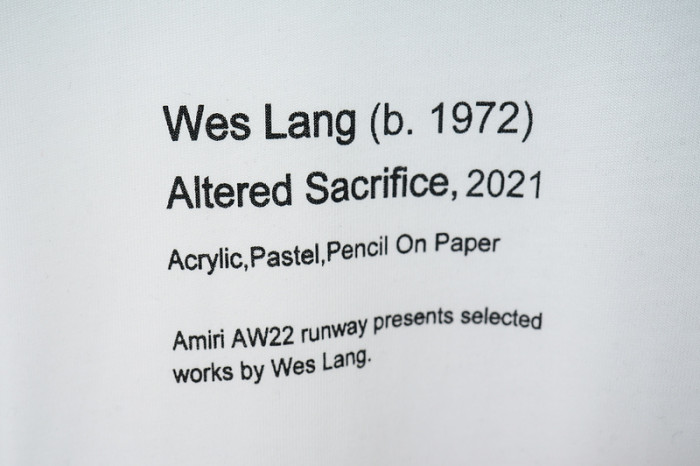 Wes Lang (b. 1972)
Altered Sacrifice, 2021
Acrylic,Pastel,Pencil On Paper
Amiri AW22 runway presents selected
works by Wes Lang.